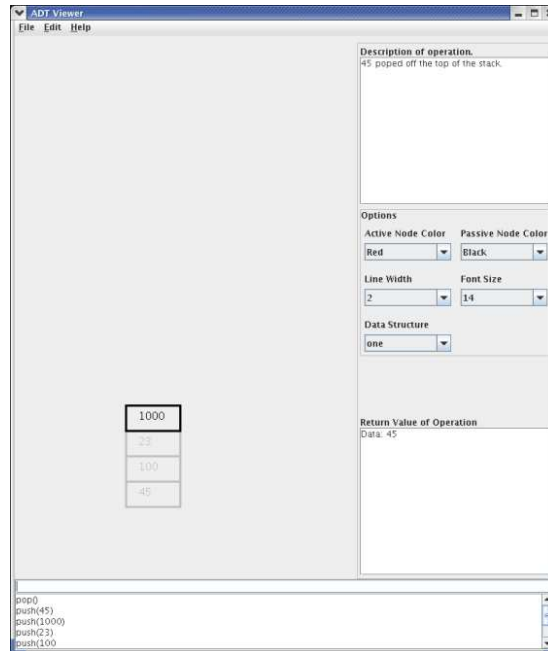 ADT Viewer
File Edit Help
Description of operation.
45 poped off the top of the stack.
Options
Active Node Color Passive Node Color
Red Black
Line Width Font Size
2 14
Data Structure
one
1000
23
100
45
Return Value of Operation
Data: 45
pop()
push(45)
push(1000)
push(23)
push(100